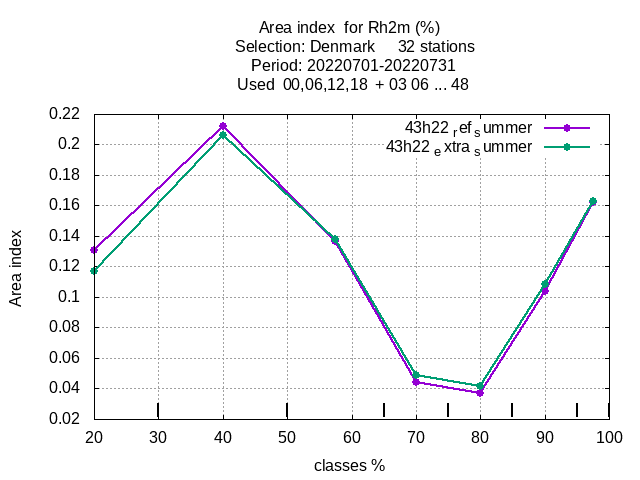 Area index  for Rh2m (%)
Selection: Denmark     32 stations
Period: 20220701-20220731
Used  00,06,12,18  + 03 06 ... 48
43h22 ref summer
43h22 extra summer
0.22
0.2
0.18
0.16
0.14
0.12
0.1
0.08
0.06
0.04
0.02
Area index
20 30 40 50 60 70 80 90 100
classes %